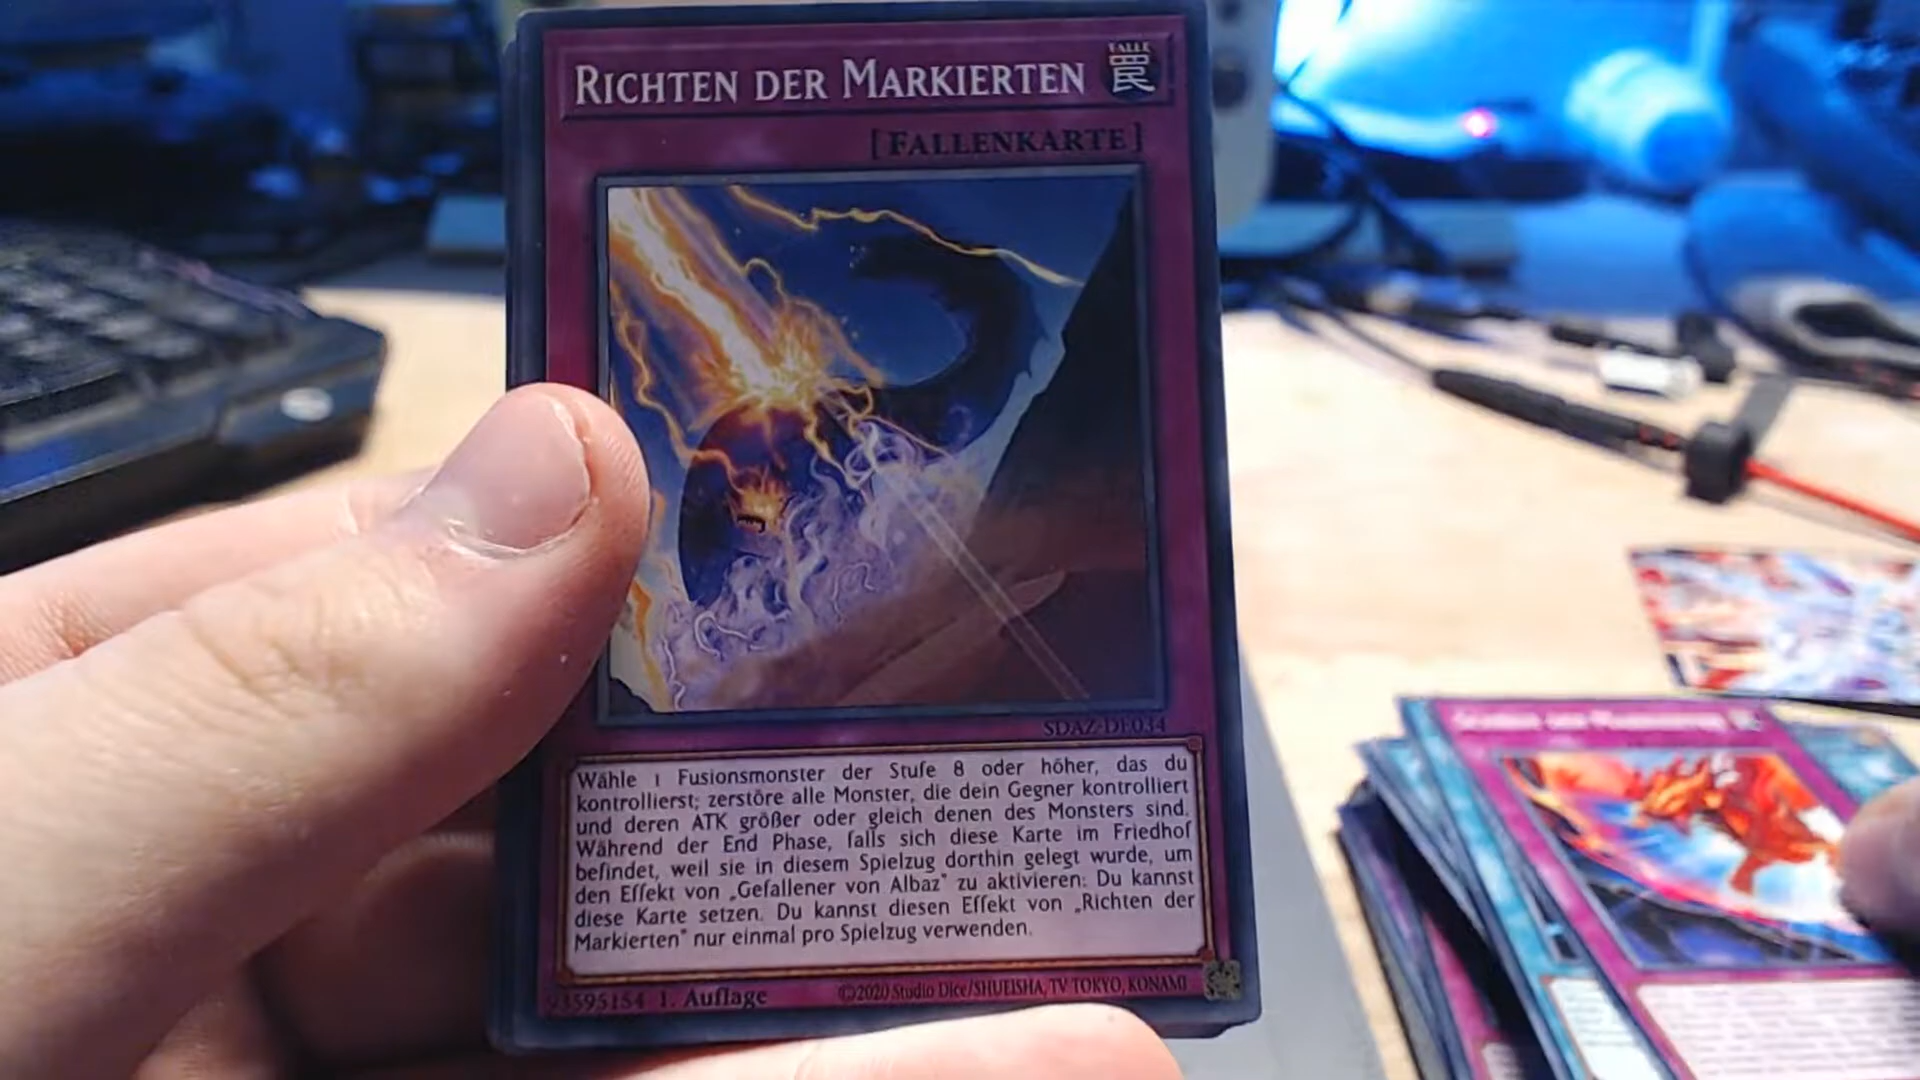 RICHTEN DER MARKIERTEN
FALLE
罠
[FALLENKARTE]
SDAZ-DE034
Wähle 1 Fusionsmonster der Stufe 8 oder höher, das du
kontrollierst; zerstöre alle Monster, die dein Gegner kontrolliert
und deren ATK größer oder gleich denen des Monsters sind.
Während der End Phase, falls sich diese Karte im Friedhof
befindet, weil sie in diesem Spielzug dorthin gelegt wurde, um
den Effekt von „Gefallener von Albaz" zu aktivieren: Du kannst
diese Karte setzen. Du kannst diesen Effekt von „Richten der
Markierten" nur einmal pro Spielzug verwenden.
93595154 1. Auflage ©2020 Studio Dice/SHUEISHA, TV TOKYO, KONAMI